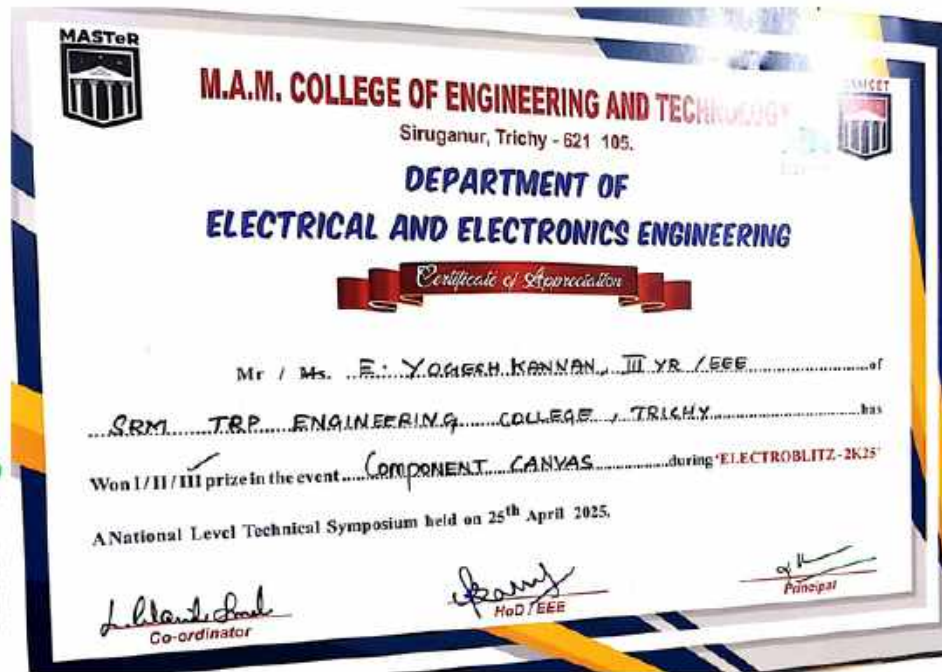 MASTeR
M.A.M. COLLEGE OF ENGINEERING AND TECHNOLOGY
Siruganur, Trichy - 621 105.
DEPARTMENT OF
ELECTRICAL AND ELECTRONICS ENGINEERING
Certificate of Appreciation
Mr / Ms. E. YOGESH KANNAN, III YR / EEE of
SRM TRP ENGINEERING COLLEGE, TRICHY has
Won I / II / III prize in the event COMPONENT CANVAS during 'ELECTROBLITZ-2K25'
A National Level Technical Symposium held on 25th April 2025.
Co-ordinator
HoD / EEE
Principal